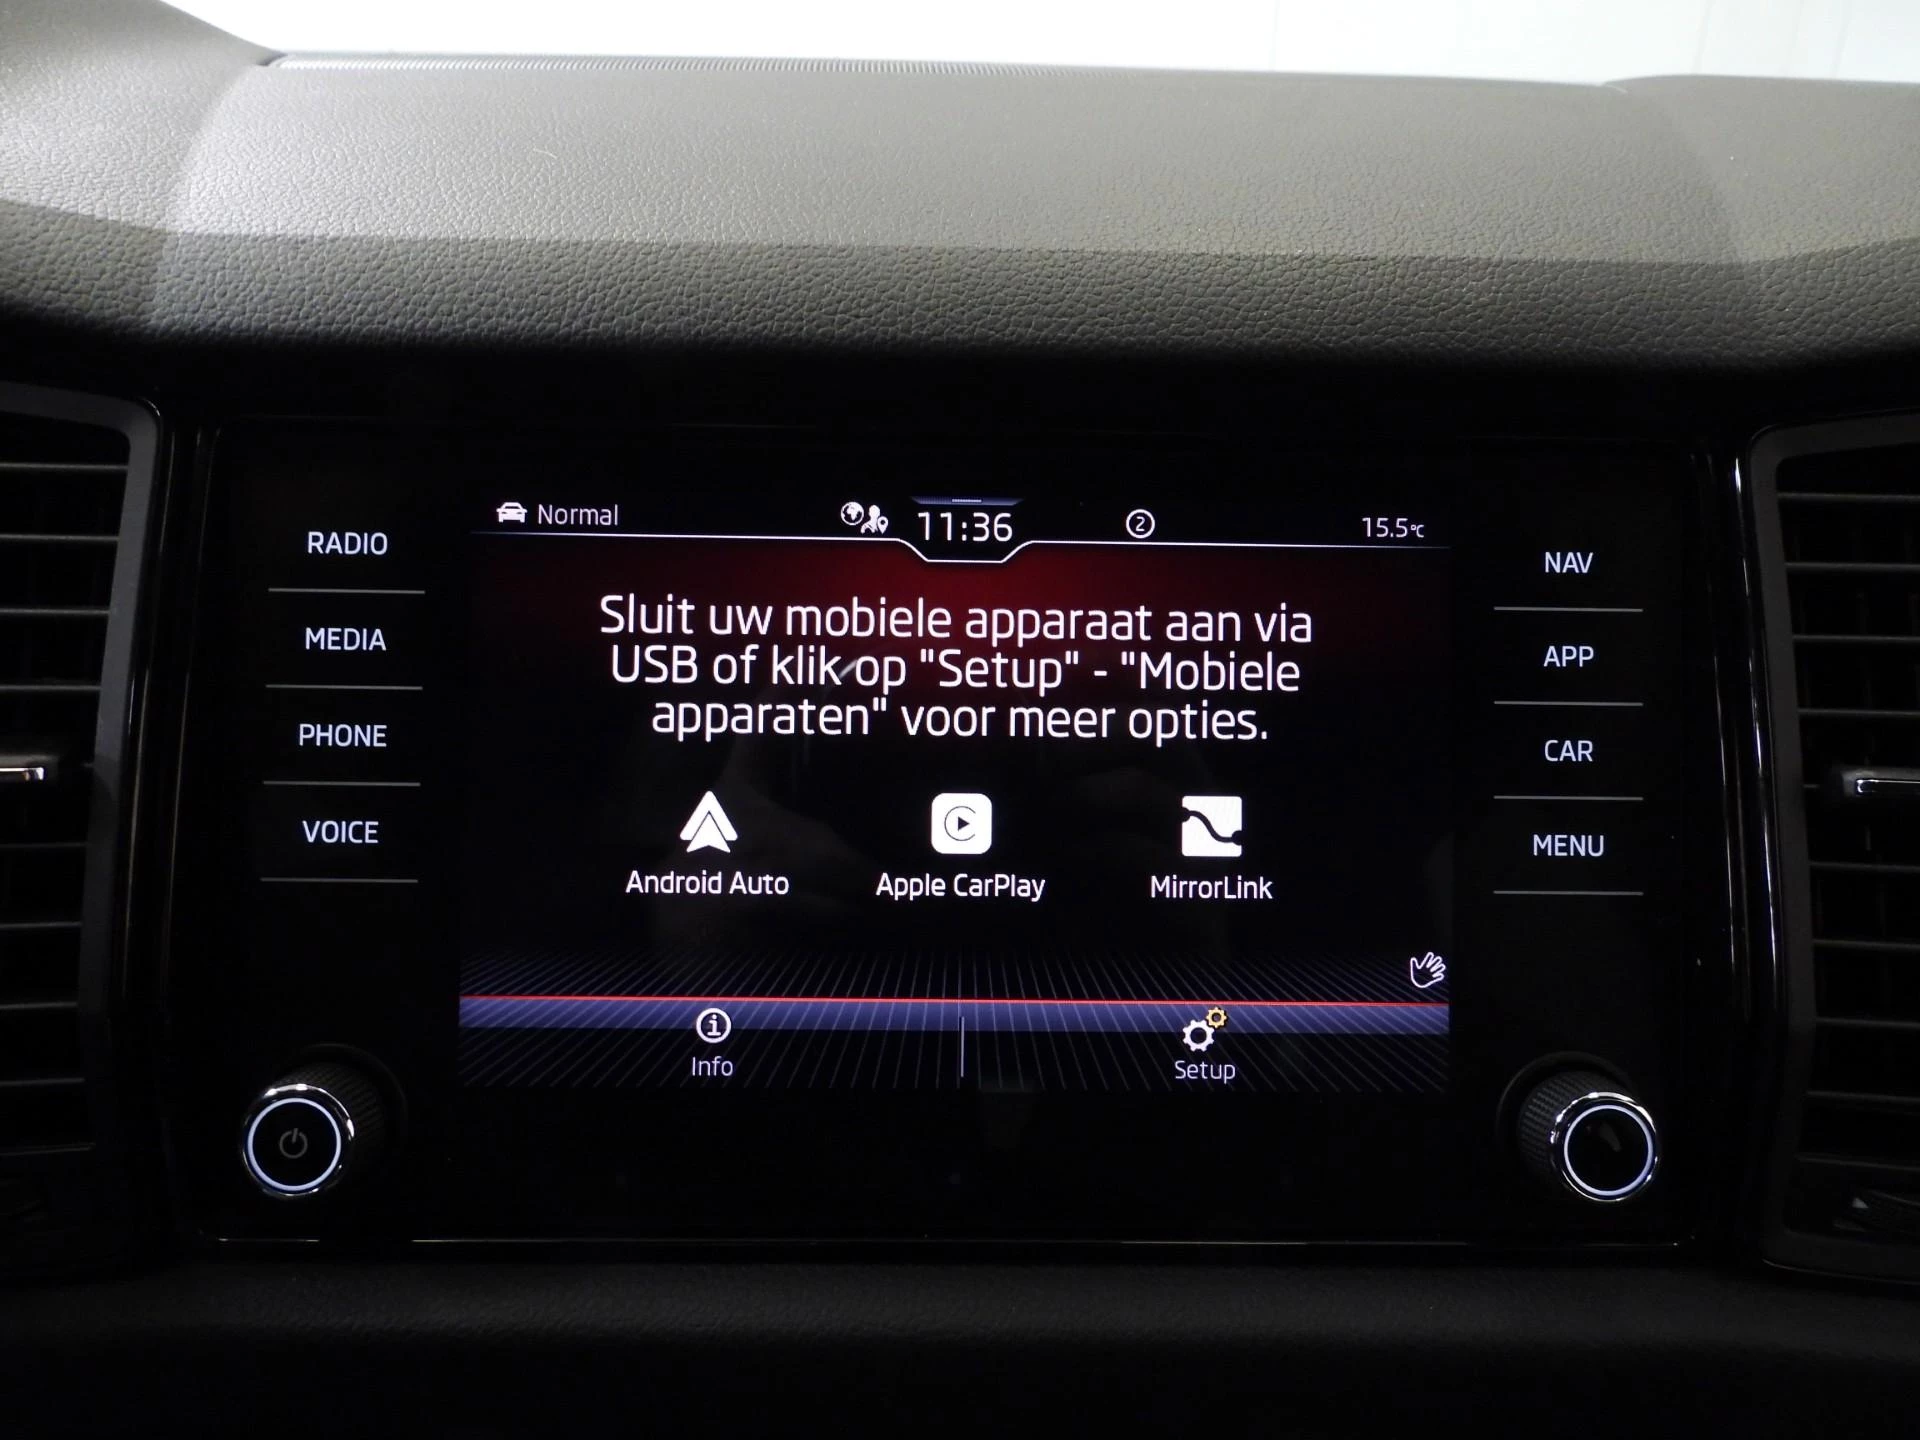 Normal
11:36
2
15.5°C
RADIO
MEDIA
PHONE
VOICE
Sluit uw mobiele apparaat aan via
USB of klik op "Setup" - "Mobiele
apparaten" voor meer opties.
Android Auto
Apple CarPlay
MirrorLink
Info
Setup
NAV
APP
CAR
MENU